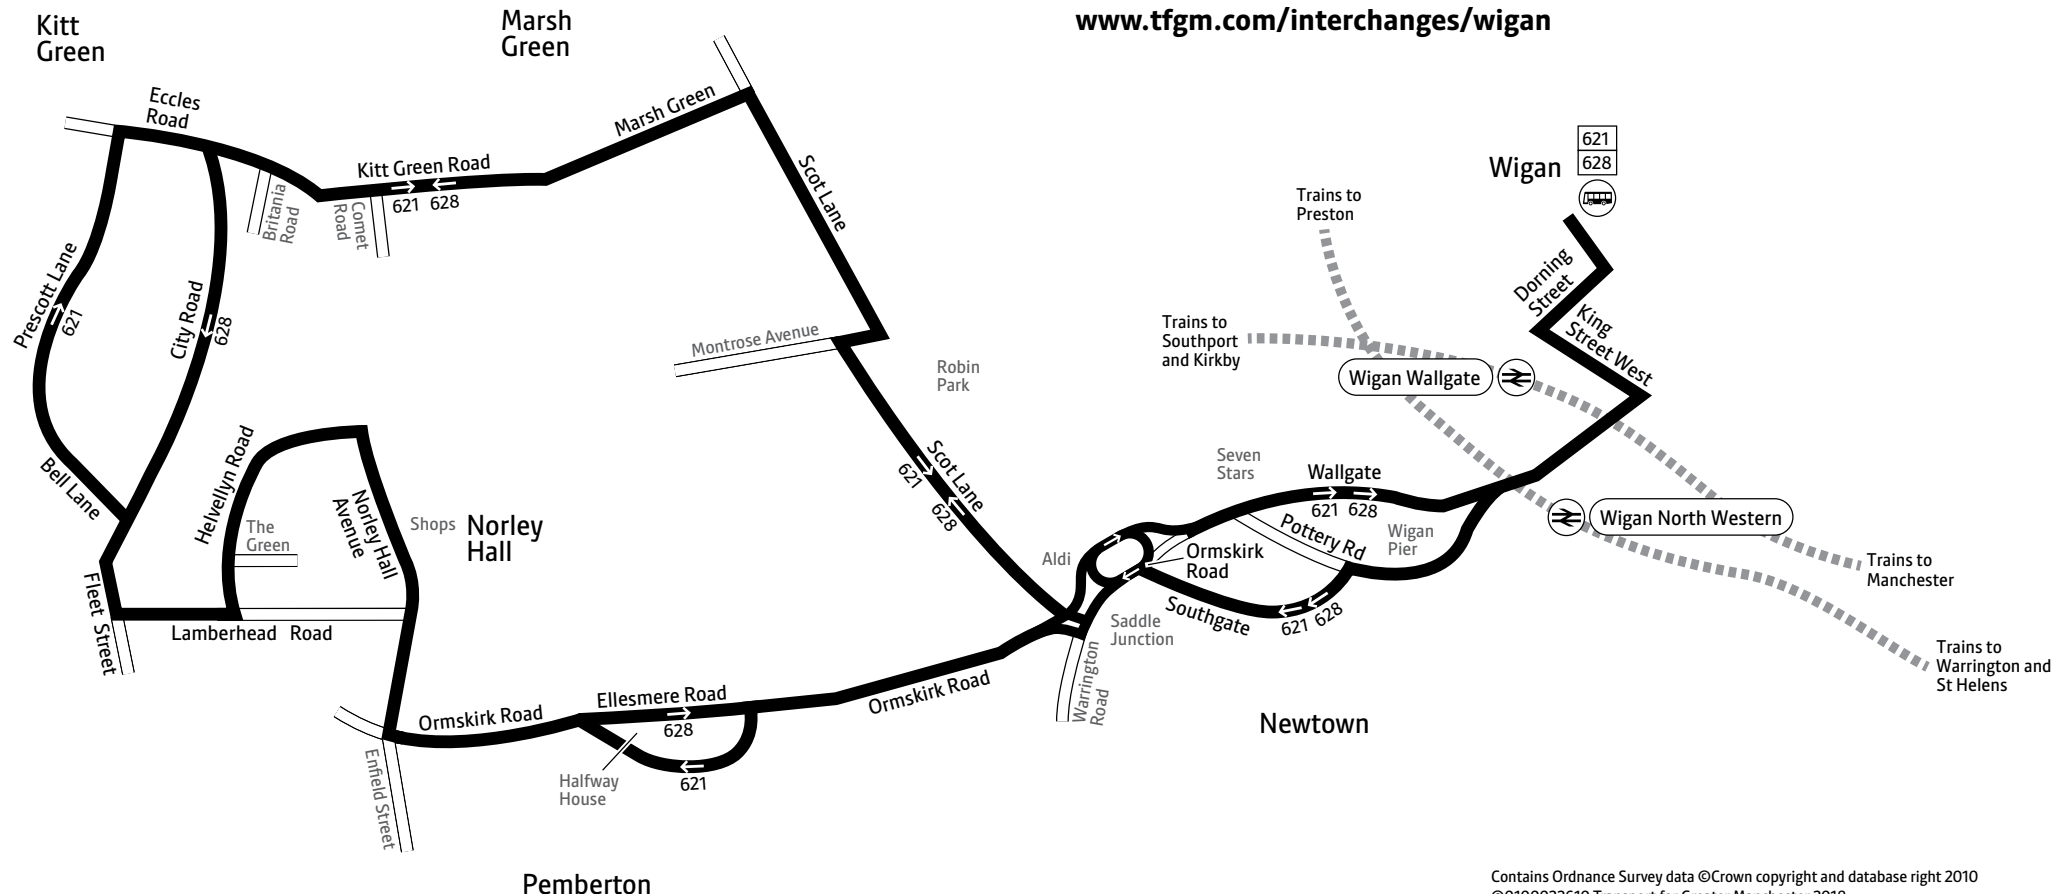 Kitt
Green
Marsh
Green
www.tfgm.com/interchanges/wigan
Eccles
Road
Marsh Green
Kitt Green Road
621 628
Britania
Road
Comet
Road
Scot Lane
Wigan
621
628
Trains to
Preston
Dorning
Street
King
Street West
Prescott Lane
621
City Road
628
Montrose Avenue
Robin
Park
Trains to
Southport
and Kirkby
Wigan Wallgate
Bell Lane
Helvellyn Road
The
Green
Norley Hall
Avenue
Shops
Norley
Hall
Scot Lane
621
628
Seven
Stars
Wallgate
621 628
Pottery Rd
Wigan
Pier
Wigan North Western
Aldi
Ormskirk
Road
Trains to
Manchester
Fleet Street
Lamberhead Road
Southgate
621 628
Saddle
Junction
Warrington
Road
Trains to
Warrington and
St Helens
Ormskirk Road
Ellesmere Road
628
Ormskirk Road
Newtown
Halfway
House
621
Enfield Street
Pemberton
Contains Ordnance Survey data ©Crown copyright and database right 2010
©0100022610 Transport for Greater Manchester 2018